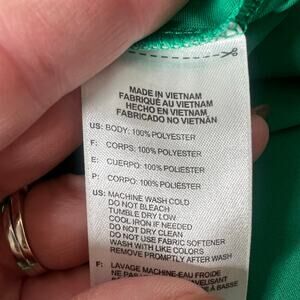 MADE IN VIETNAM
FABRIQUÉ AU VIETNAM
HECHO EN VIETNAM
FABRICADO NO VIETNÃ
US: BODY: 100% POLYESTER
F: CORPS: 100% POLYESTER
E: CUERPO: 100% POLIÉSTER
P: CORPO: 100% POLIÉSTER
US: MACHINE WASH COLD
DO NOT BLEACH
TUMBLE DRY LOW
COOL IRON IF NEEDED
DO NOT DRY CLEAN
DO NOT USE FABRIC SOFTENER
WASH WITH LIKE COLORS
REMOVE PROMPTLY AFTER WASH
F: LAVAGE MACHINE-EAU FROIDE
NE PAS
À BASSE